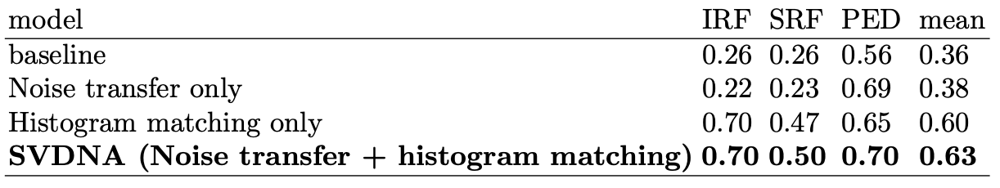 model IRF SRF PED mean
baseline 0.26 0.26 0.56 0.36
Noise transfer only 0.22 0.23 0.69 0.38
Histogram matching only 0.70 0.47 0.65 0.60
SVDNA (Noise transfer + histogram matching) 0.70 0.50 0.70 0.63